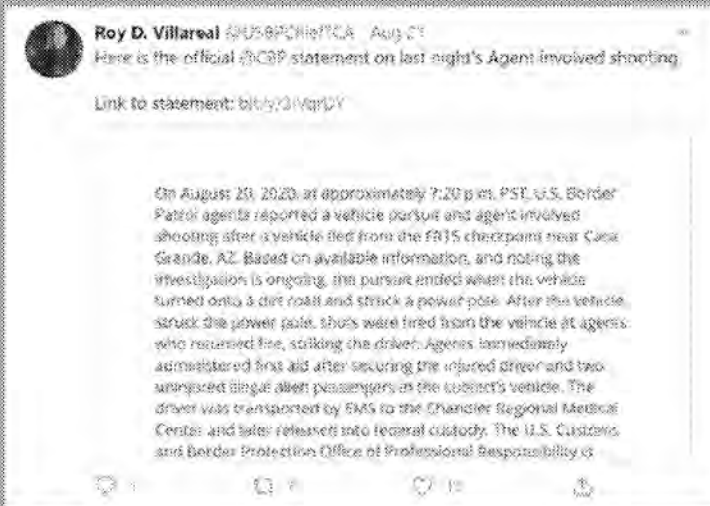 Roy D. Villareal @USBPChiefTCA Aug 21
Here is the official @CBP statement on last night's Agent involved shooting.
Link to statement:
On August 20, 2020, at approximately 7:20 p.m. PST, U.S. Border
Patrol agents reported a vehicle pursuit and agent involved
shooting after a vehicle fled from the FR15 checkpoint near Casa
Grande, AZ. Based on available information, and noting the
investigation is ongoing, the pursuit ended when the vehicle
turned onto a dirt road and struck a power pole. After the vehicle
struck the power pole, shots were fired from the vehicle at agents
who returned fire, striking the driver. Agents immediately
administered first aid after securing the injured driver and two
uninjured illegal alien passengers in the subject's vehicle. The
driver was transported by EMS to the Chandler Regional Medical
Center and later released into federal custody. The U.S. Customs
and Border Protection Office of Professional Responsibility is